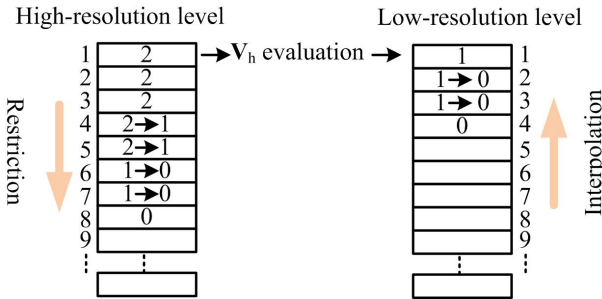 High-resolution level
Low-resolution level
1 2 V_h evaluation 1 1
2 2 1→0 2
3 2 1→0 3
4 2→1 0 4
5 2→1 5
6 1→0 6
7 1→0 7
8 0 8
9 9
Restriction
Interpolation